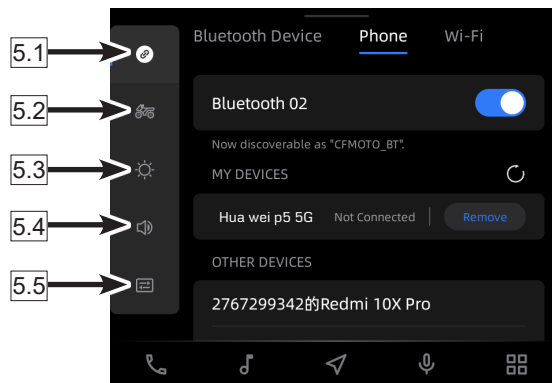 5.1
5.2
5.3
5.4
5.5
Bluetooth Device Phone Wi-Fi
Bluetooth 02
Now discoverable as "CFMOTO_BT".
MY DEVICES
Hua wei p5 5G Not Connected Remove
OTHER DEVICES
2767299342的Redmi 10X Pro